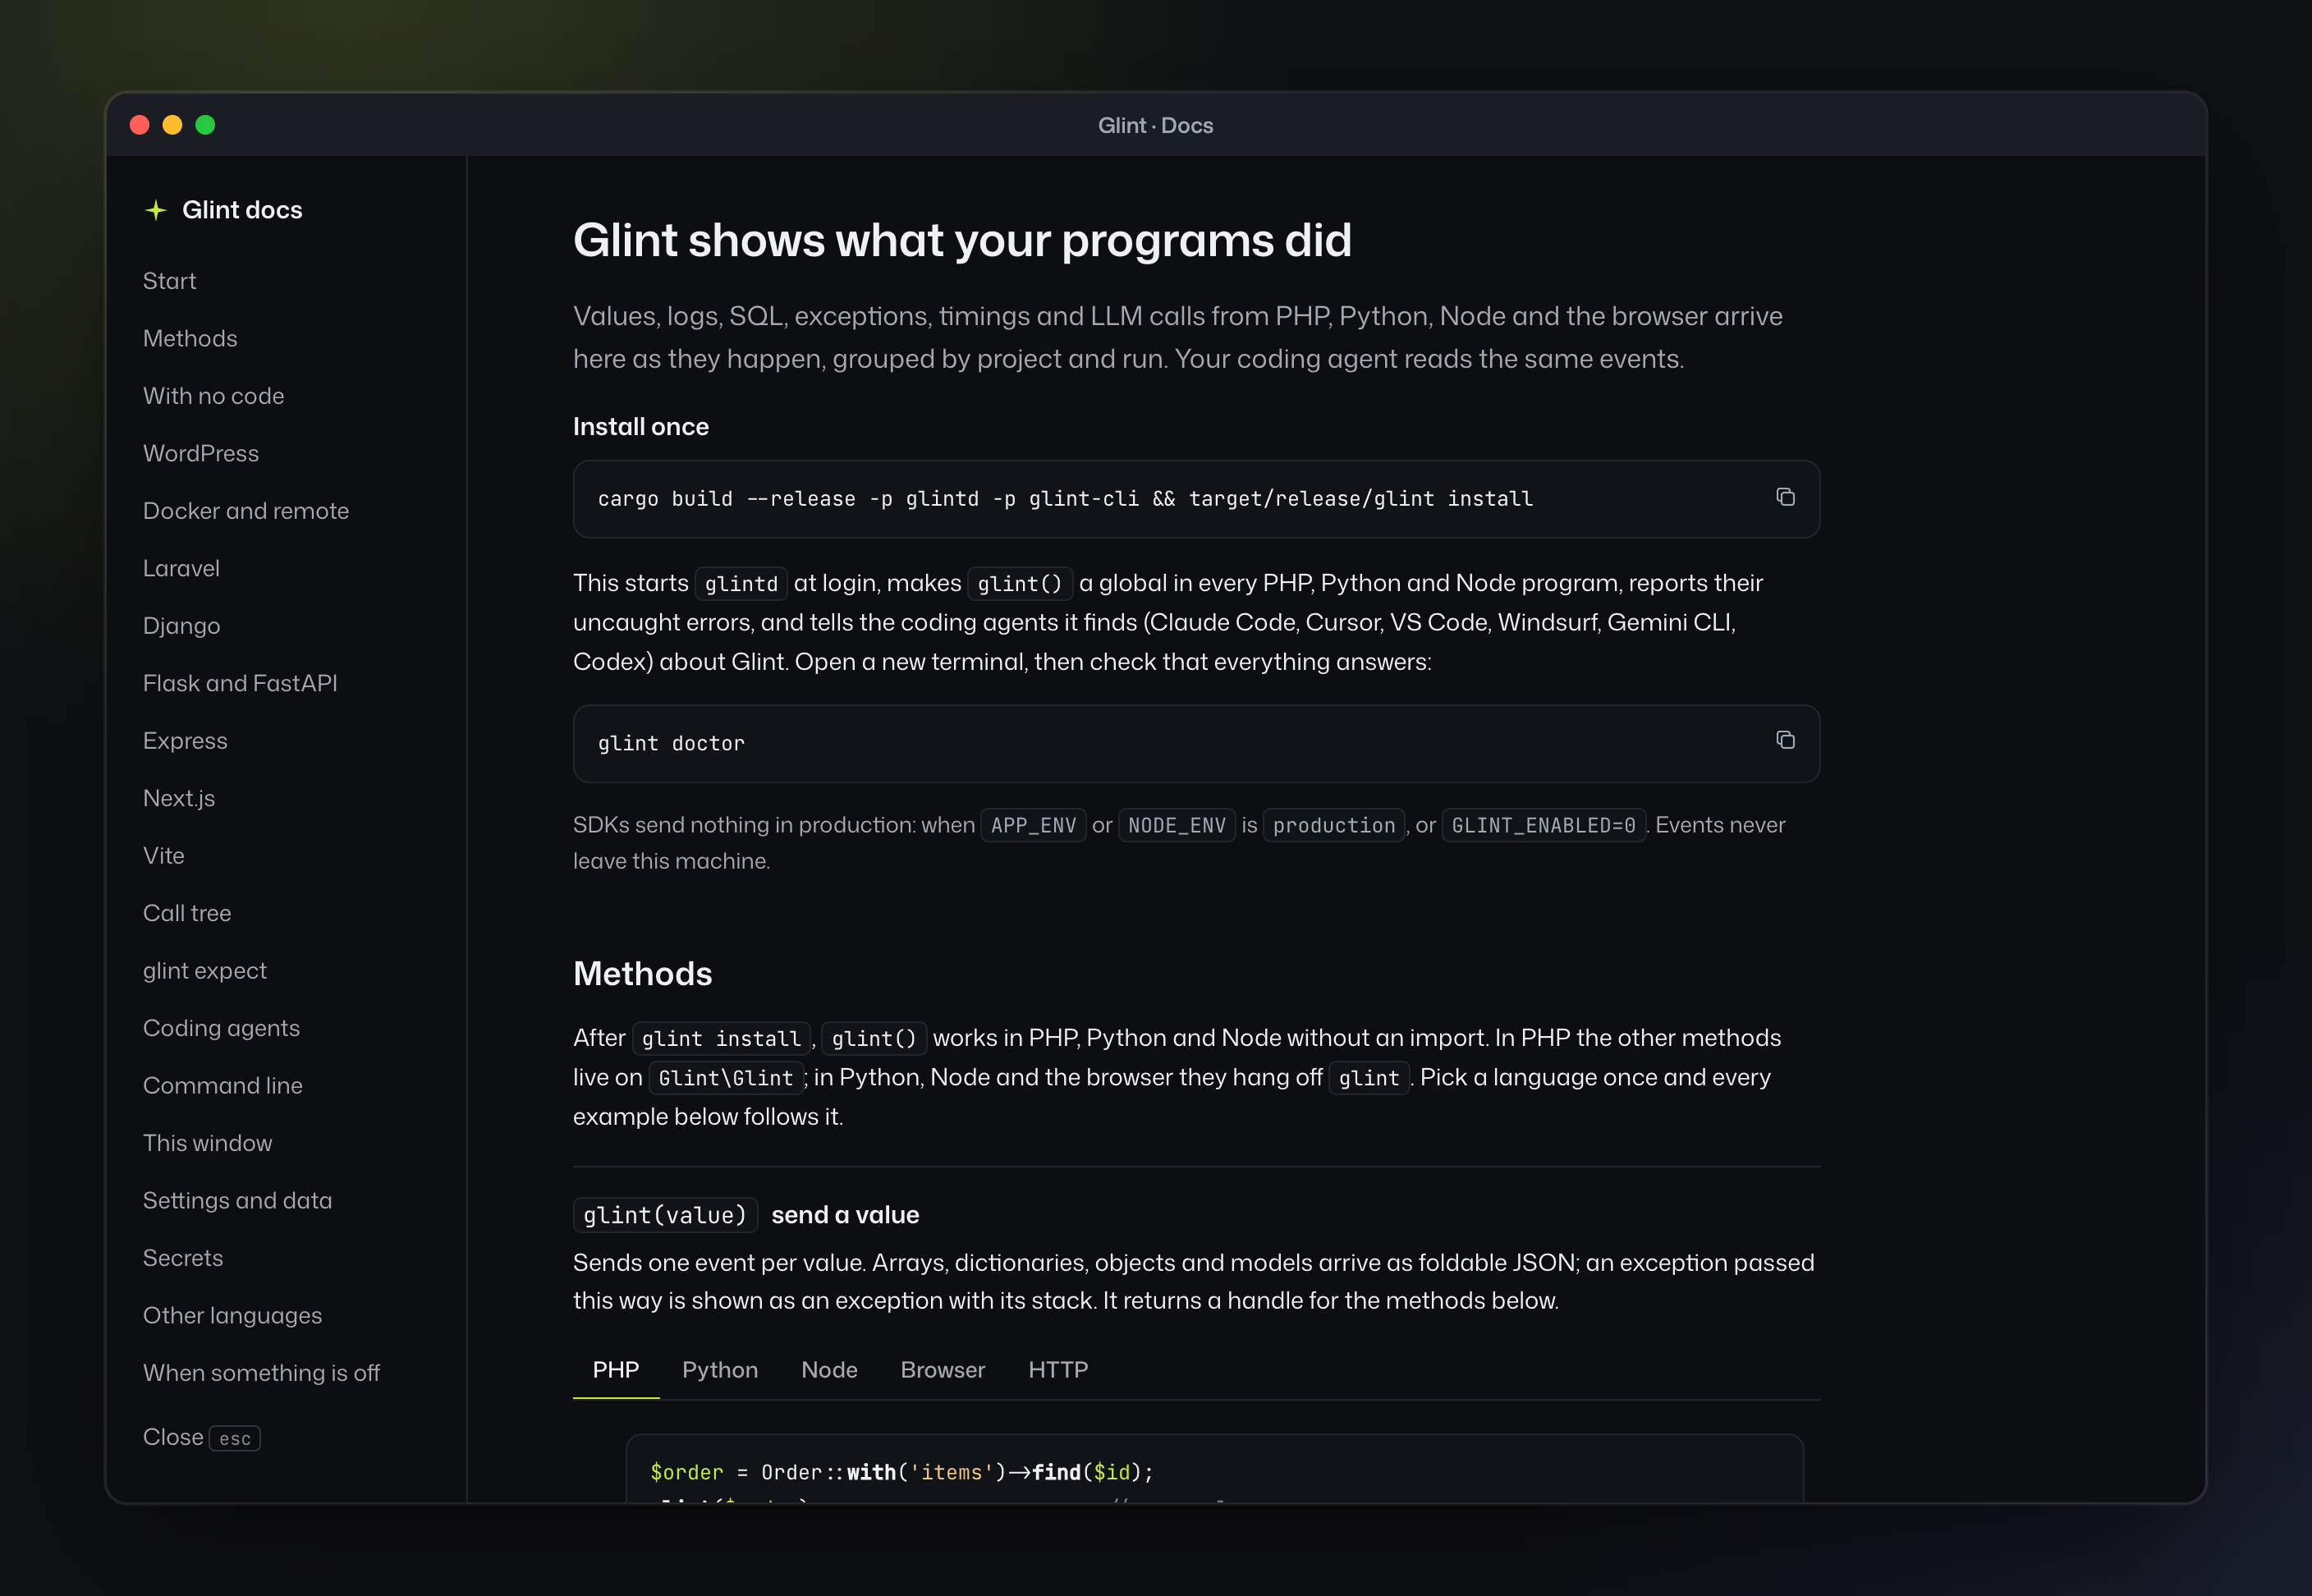 Glint · Docs
Glint docs
Start
Methods
With no code
WordPress
Docker and remote
Laravel
Django
Flask and FastAPI
Express
Next.js
Vite
Call tree
glint expect
Coding agents
Command line
This window
Settings and data
Secrets
Other languages
When something is off
Close esc
Glint shows what your programs did
Values, logs, SQL, exceptions, timings and LLM calls from PHP, Python, Node and the browser arrive
here as they happen, grouped by project and run. Your coding agent reads the same events.
Install once
cargo build --release -p glintd -p glint-cli && target/release/glint install
This starts glintd at login, makes glint() a global in every PHP, Python and Node program, reports their
uncaught errors, and tells the coding agents it finds (Claude Code, Cursor, VS Code, Windsurf, Gemini CLI,
Codex) about Glint. Open a new terminal, then check that everything answers:
glint doctor
SDKs send nothing in production: when APP_ENV or NODE_ENV is production, or GLINT_ENABLED=0. Events never
leave this machine.
Methods
After glint install, glint() works in PHP, Python and Node without an import. In PHP the other methods
live on Glint\Glint; in Python, Node and the browser they hang off glint. Pick a language once and every
example below follows it.
glint(value) send a value
Sends one event per value. Arrays, dictionaries, objects and models arrive as foldable JSON; an exception passed
this way is shown as an exception with its stack. It returns a handle for the methods below.
PHP Python Node Browser HTTP
$order = Order::with('items')->find($id);